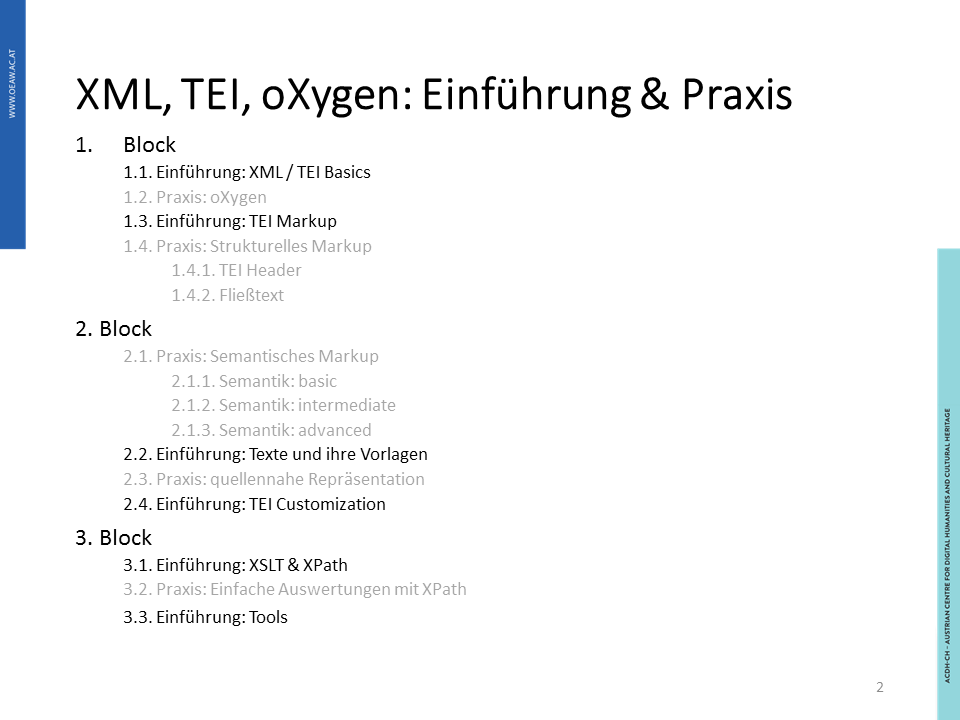 WWW.OEAW.AC.AT
XML, TEI, oXygen: Einführung & Praxis
1. Block
1.1. Einführung: XML / TEI Basics
1.2. Praxis: oXygen
1.3. Einführung: TEI Markup
1.4. Praxis: Strukturelles Markup
1.4.1. TEI Header
1.4.2. Fließtext
2. Block
2.1. Praxis: Semantisches Markup
2.1.1. Semantik: basic
2.1.2. Semantik: intermediate
2.1.3. Semantik: advanced
2.2. Einführung: Texte und ihre Vorlagen
2.3. Praxis: quellennahe Repräsentation
2.4. Einführung: TEI Customization
3. Block
3.1. Einführung: XSLT & XPath
3.2. Praxis: Einfache Auswertungen mit XPath
3.3. Einführung: Tools
ACDH-CH – AUSTRIAN CENTRE FOR DIGITAL HUMANITIES AND CULTURAL HERITAGE
2